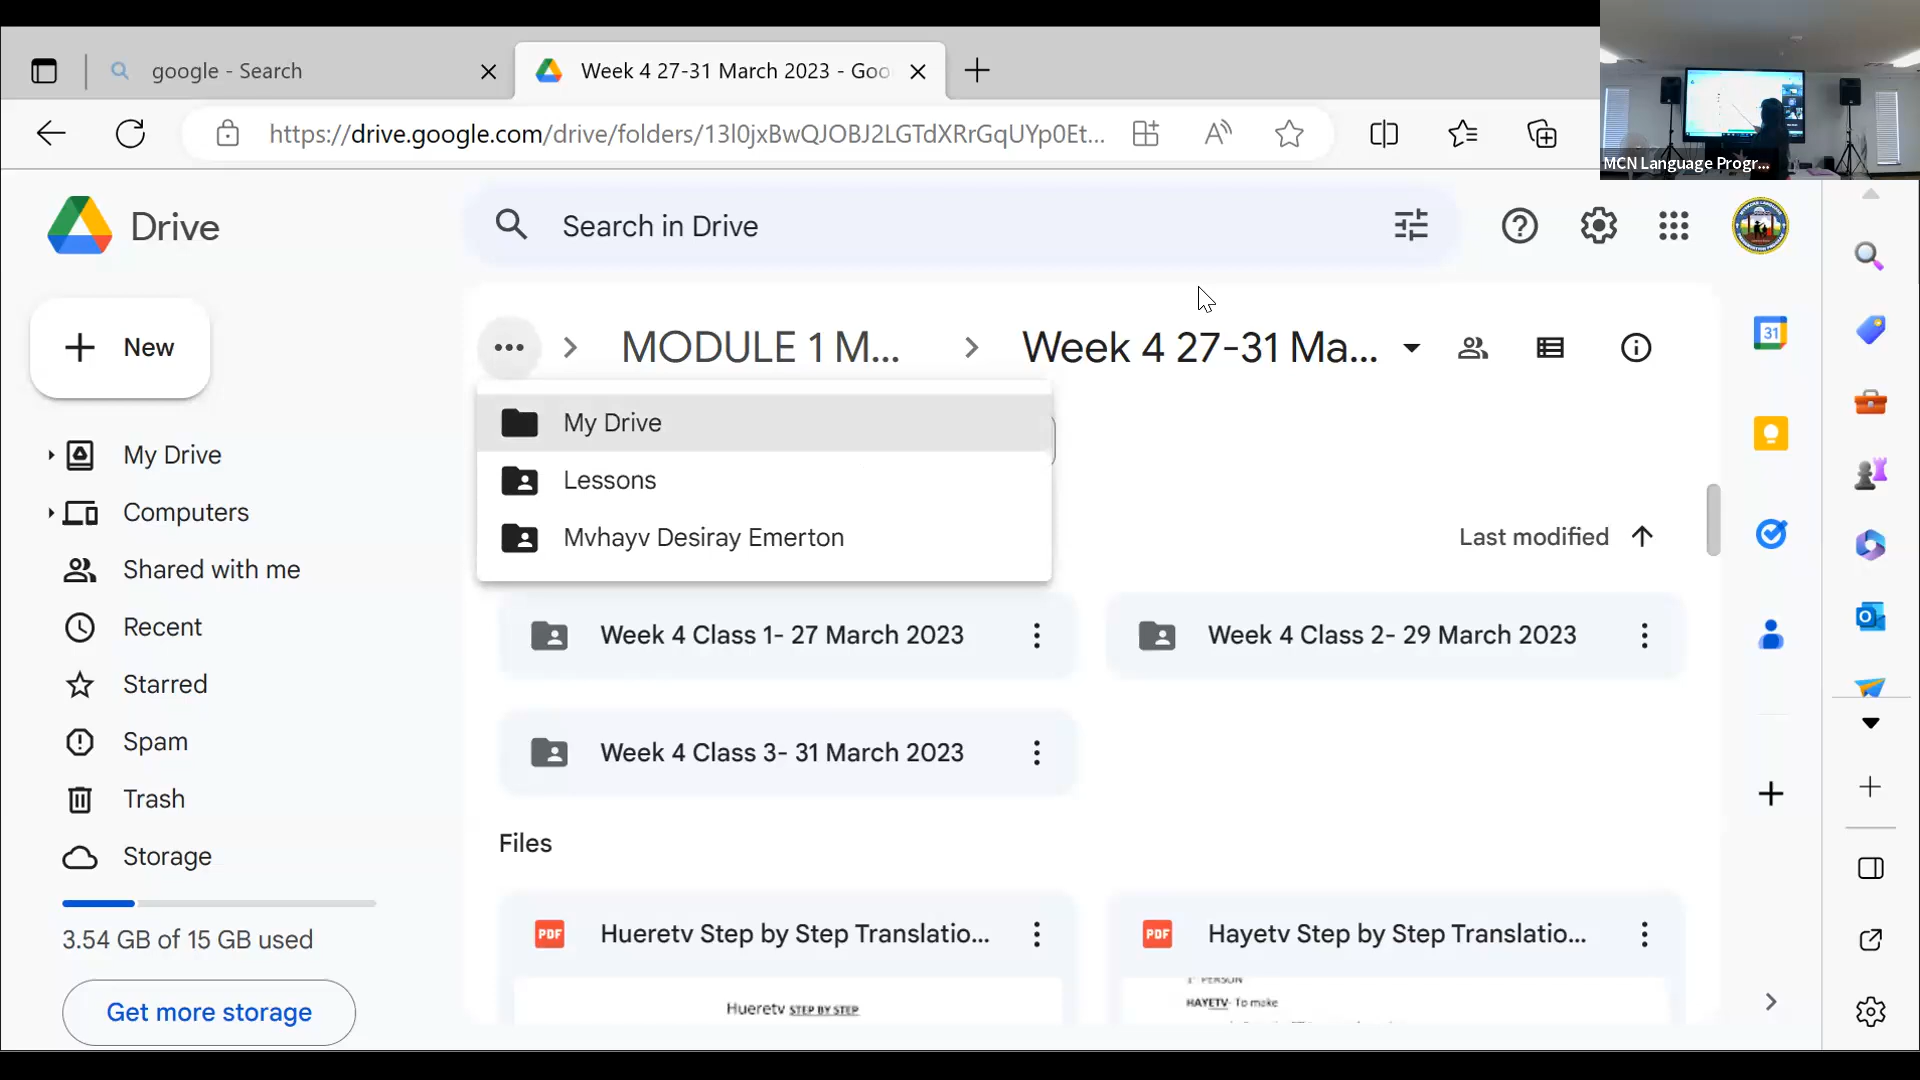 google - Search
Week 4 27-31 March 2023 - Goo
https://drive.google.com/drive/folders/13l0jxBwQJOBJ2LGTdXRrGqUYp0Et...
MCN Language Progr...
Drive
Search in Drive
New
MODULE 1 M...
Week 4 27-31 Ma...
My Drive
Lessons
Mvhayv Desiray Emerton
My Drive
Computers
Shared with me
Recent
Starred
Spam
Trash
Storage
3.54 GB of 15 GB used
Get more storage
Last modified
Week 4 Class 1- 27 March 2023
Week 4 Class 2- 29 March 2023
Week 4 Class 3- 31 March 2023
Files
PDF Hueretv Step by Step Translatio...
PDF Hayetv Step by Step Translatio...
Hueretv STEP BY STEP
1ˢᵗ PERSON
HAYETV- To make
31